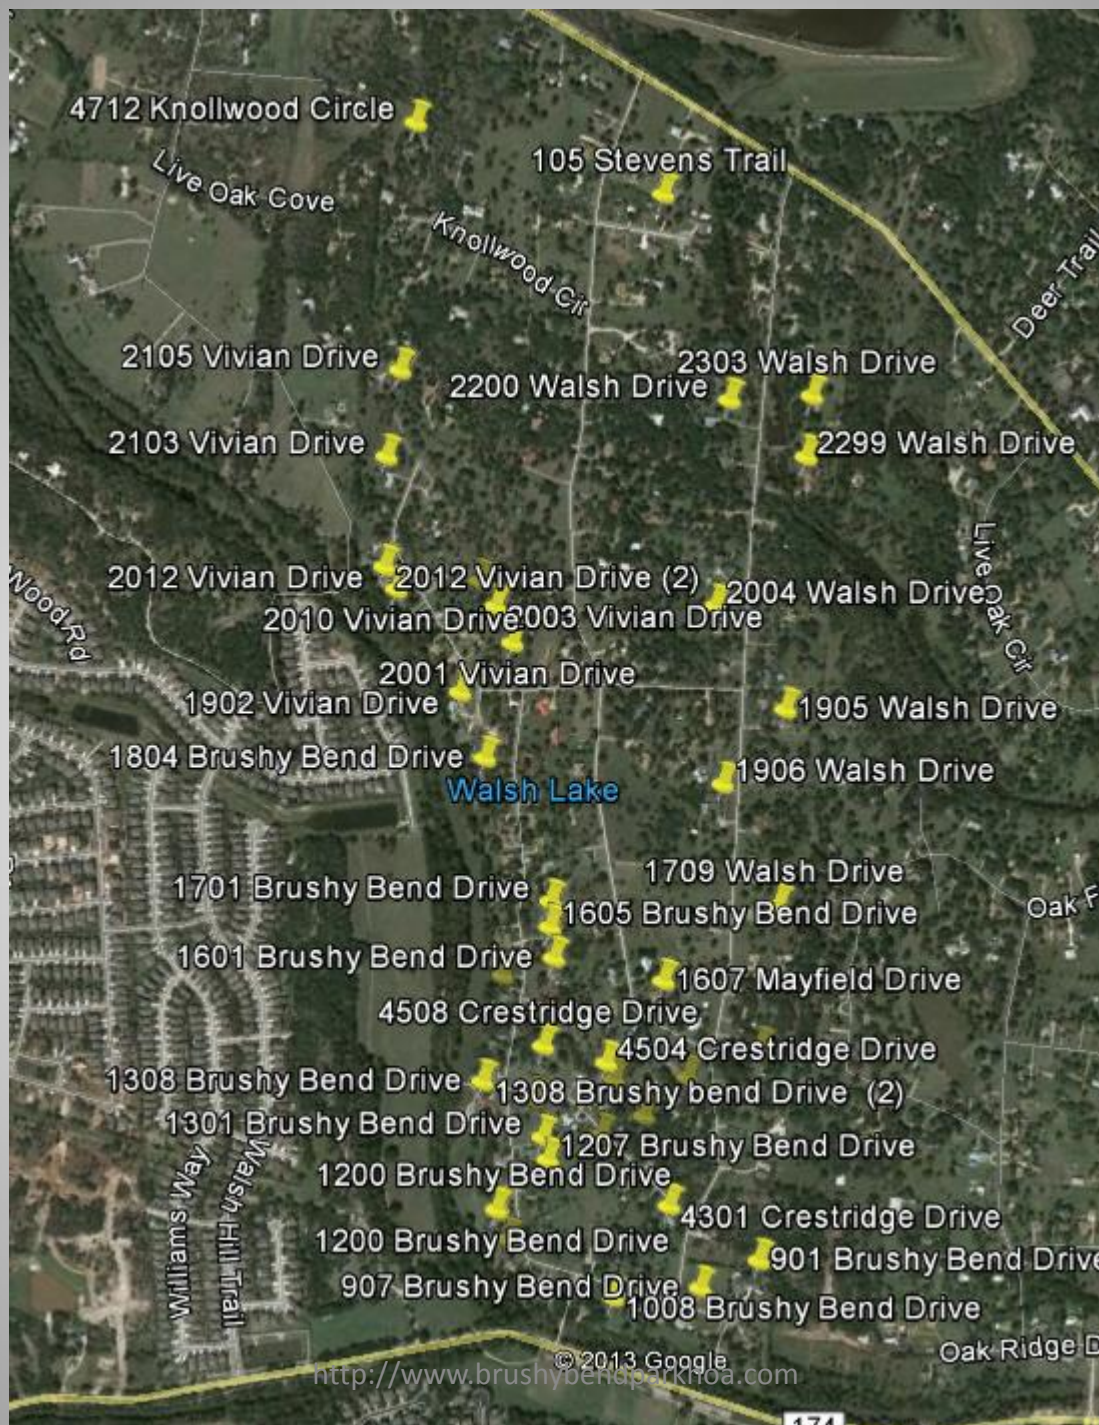 4712 Knollwood Circle
105 Stevens Trail
Live Oak Cove
Knollwood Cir
Deer Trail
2105 Vivian Drive
2303 Walsh Drive
2200 Walsh Drive
2103 Vivian Drive
2299 Walsh Drive
Live Oak Cir
Wood Rd
2012 Vivian Drive
2012 Vivian Drive (2)
2004 Walsh Drive
2010 Vivian Drive
2003 Vivian Drive
2001 Vivian Drive
1902 Vivian Drive
1905 Walsh Drive
1804 Brushy Bend Drive
1906 Walsh Drive
Walsh Lake
1709 Walsh Drive
1701 Brushy Bend Drive
Oak F
1605 Brushy Bend Drive
1601 Brushy Bend Drive
1607 Mayfield Drive
4508 Crestridge Drive
4504 Crestridge Drive
1308 Brushy Bend Drive
1308 Brushy bend Drive (2)
1301 Brushy Bend Drive
1207 Brushy Bend Drive
1200 Brushy Bend Drive
Williams Way
Walsh Hill Trail
4301 Crestridge Drive
1200 Brushy Bend Drive
901 Brushy Bend Drive
907 Brushy Bend Drive
1008 Brushy Bend Drive
Oak Ridge D
© 2013 Google
http://www.brushybendparkhoa.com
174